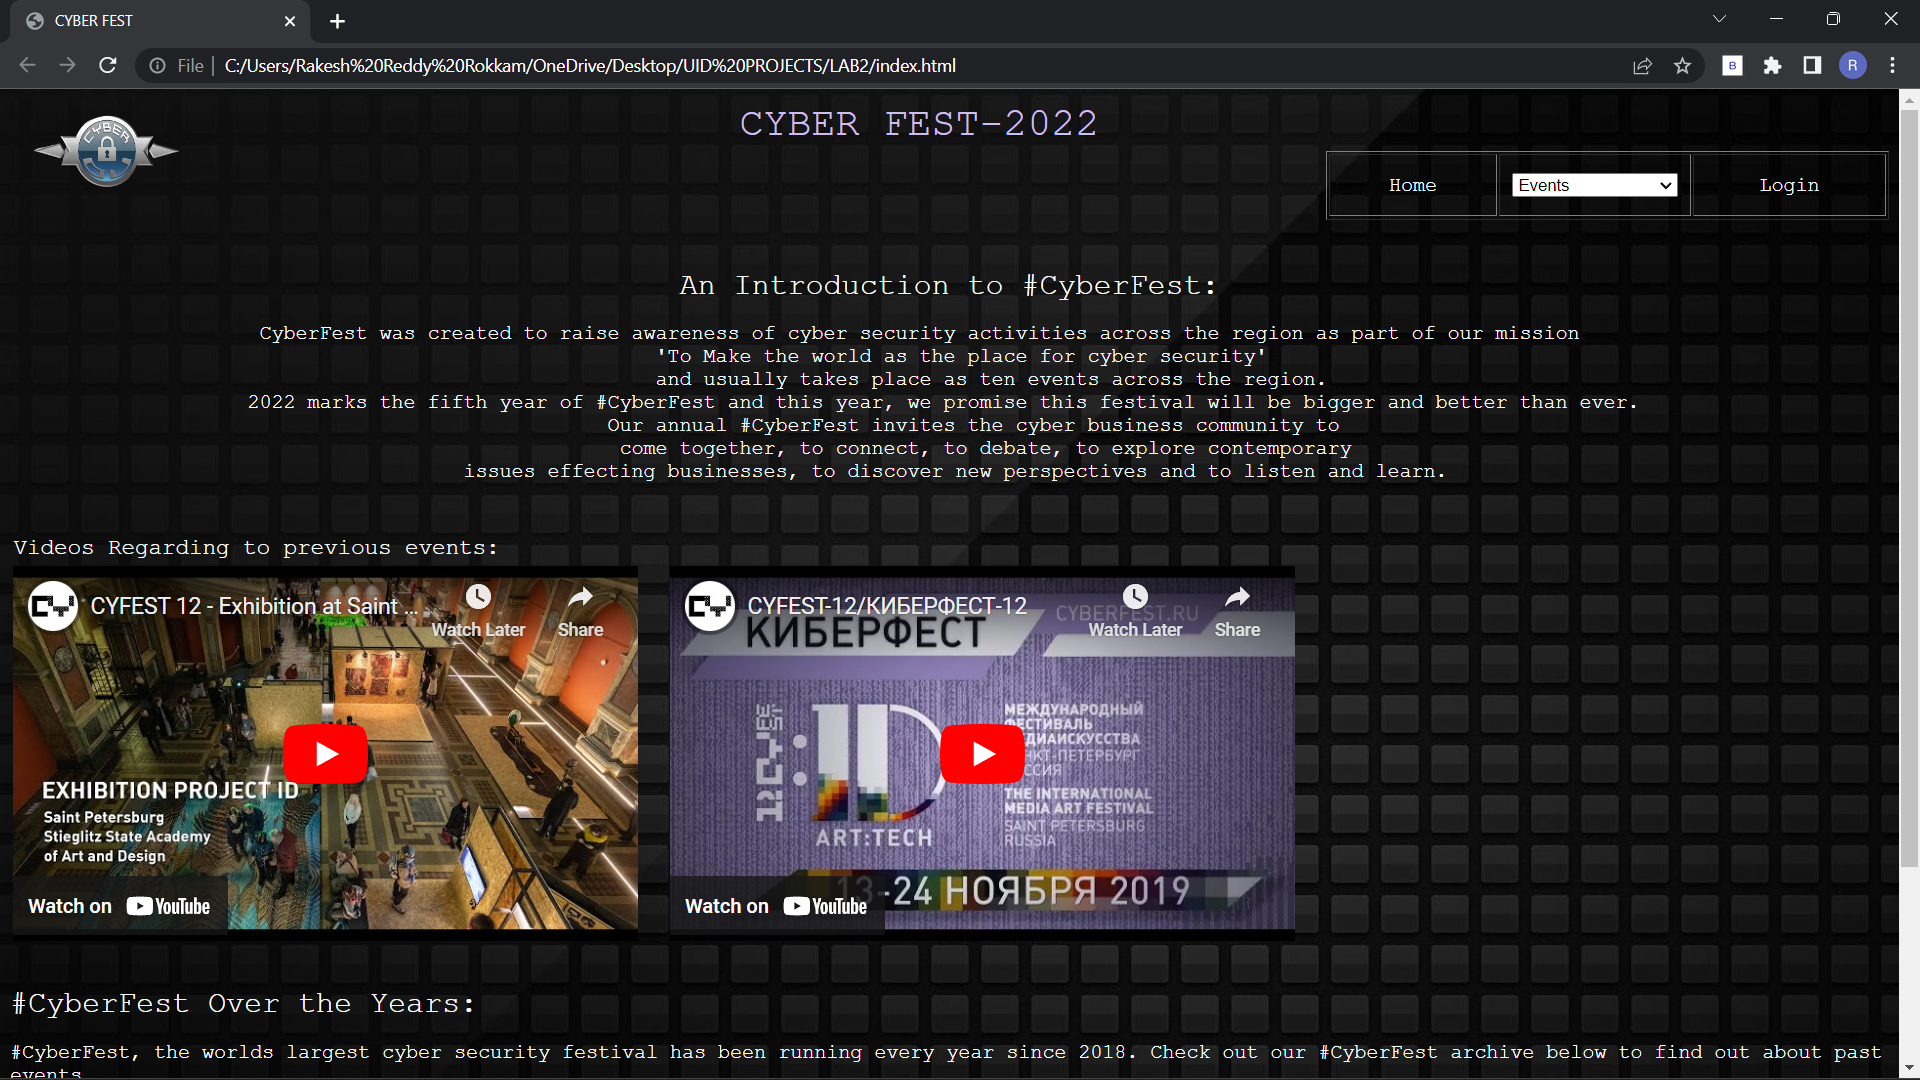 CYBER FEST
File
C:/Users/Rakesh%20Reddy%20Rokkam/OneDrive/Desktop/UID%20PROJECTS/LAB2/index.html
B
R
CYBER
CYBER FEST-2022
Home
Events
Login
An Introduction to #CyberFest:
CyberFest was created to raise awareness of cyber security activities across the region as part of our mission
'To Make the world as the place for cyber security'
and usually takes place as ten events across the region.
2022 marks the fifth year of #CyberFest and this year, we promise this festival will be bigger and better than ever.
Our annual #CyberFest invites the cyber business community to
come together, to connect, to debate, to explore contemporary
issues effecting businesses, to discover new perspectives and to listen and learn.
Videos Regarding to previous events:
CYFEST 12 - Exhibition at Saint ...
Watch Later
Share
EXHIBITION PROJECT ID
Saint Petersburg
Stieglitz State Academy
of Art and Design
Watch on YouTube
CYFEST-12/КИБЕРФЕСТ-12
Watch Later
Share
CYBERFEST.RU
КИБЕРФЕСТ
12 CYFEST
:ID
ART:TECH
МЕЖДУНАРОДНЫЙ
ФЕСТИВАЛЬ
THE INTERNATIONAL
MEDIA ART FESTIVAL
SAINT PETERSBURG
RUSSIA
13-24 НОЯБРЯ 2019
Watch on YouTube
#CyberFest Over the Years:
#CyberFest, the worlds largest cyber security festival has been running every year since 2018. Check out our #CyberFest archive below to find out about past
events